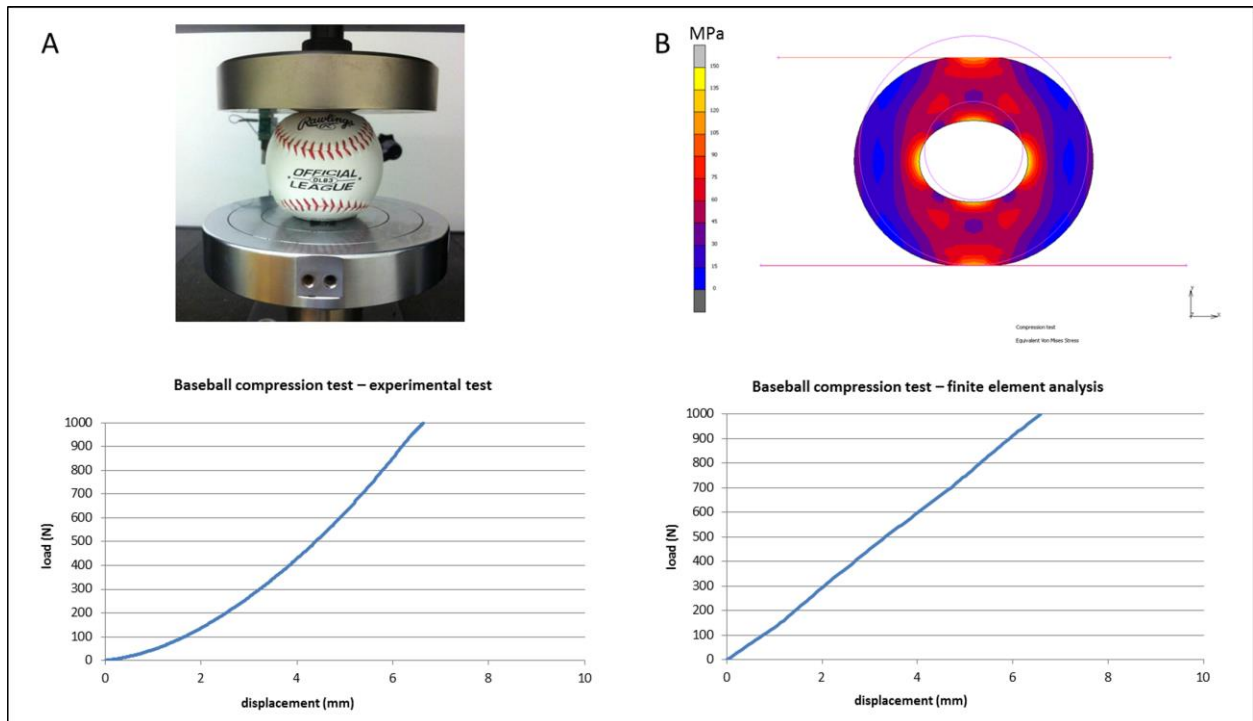 A
Rawlings
OFFICIAL
DLB3
LEAGUE
B
MPa
150
135
120
105
90
75
60
45
30
15
0
Compression test
Equivalent Von Mises Stress
Baseball compression test – experimental test
load (N)
1000
900
800
700
600
500
400
300
200
100
0
0 2 4 6 8 10
displacement (mm)
Baseball compression test – finite element analysis
load (N)
1000
900
800
700
600
500
400
300
200
100
0
0 2 4 6 8 10
displacement (mm)